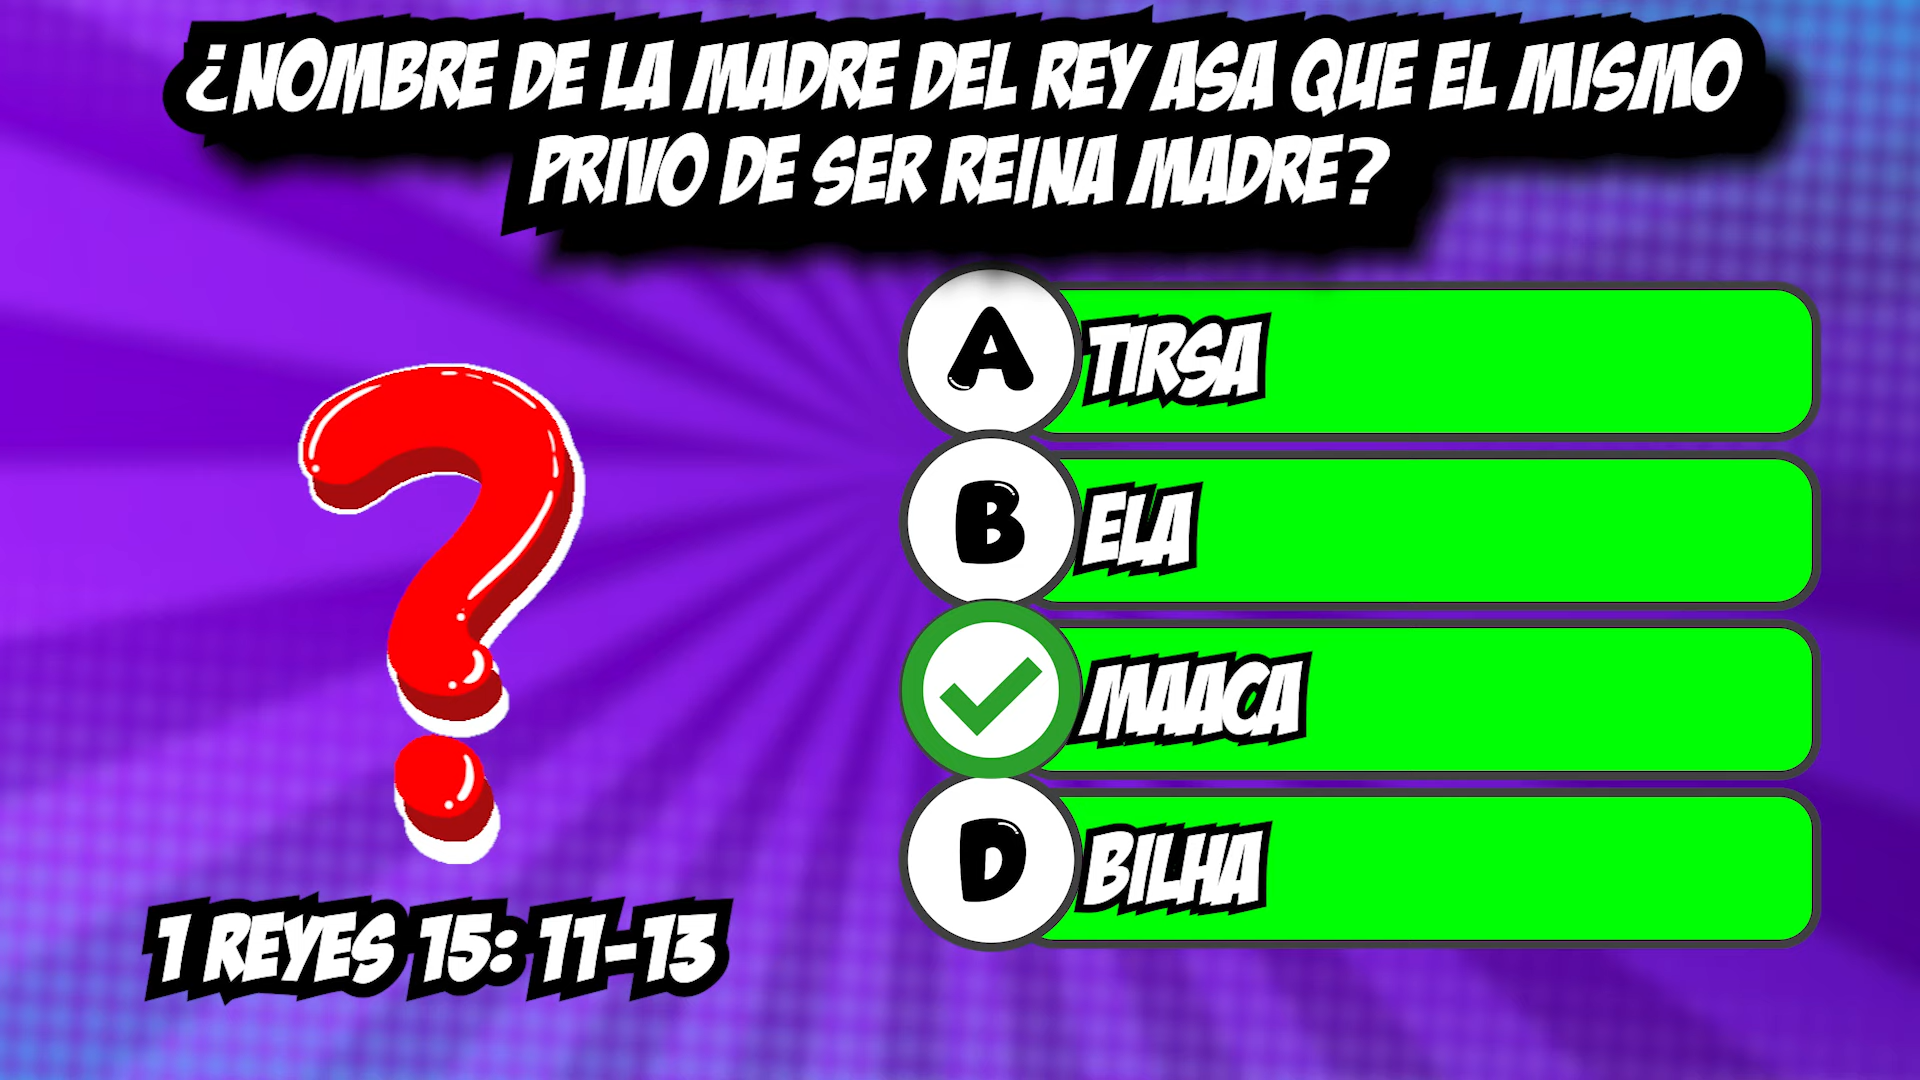 ¿NOMBRE DE LA MADRE DEL REY ASA QUE EL MISMO
PRIVO DE SER REINA MADRE?
A TIRSA
B ELA
MAACA
D BILHA
1 REYES 15: 11-13